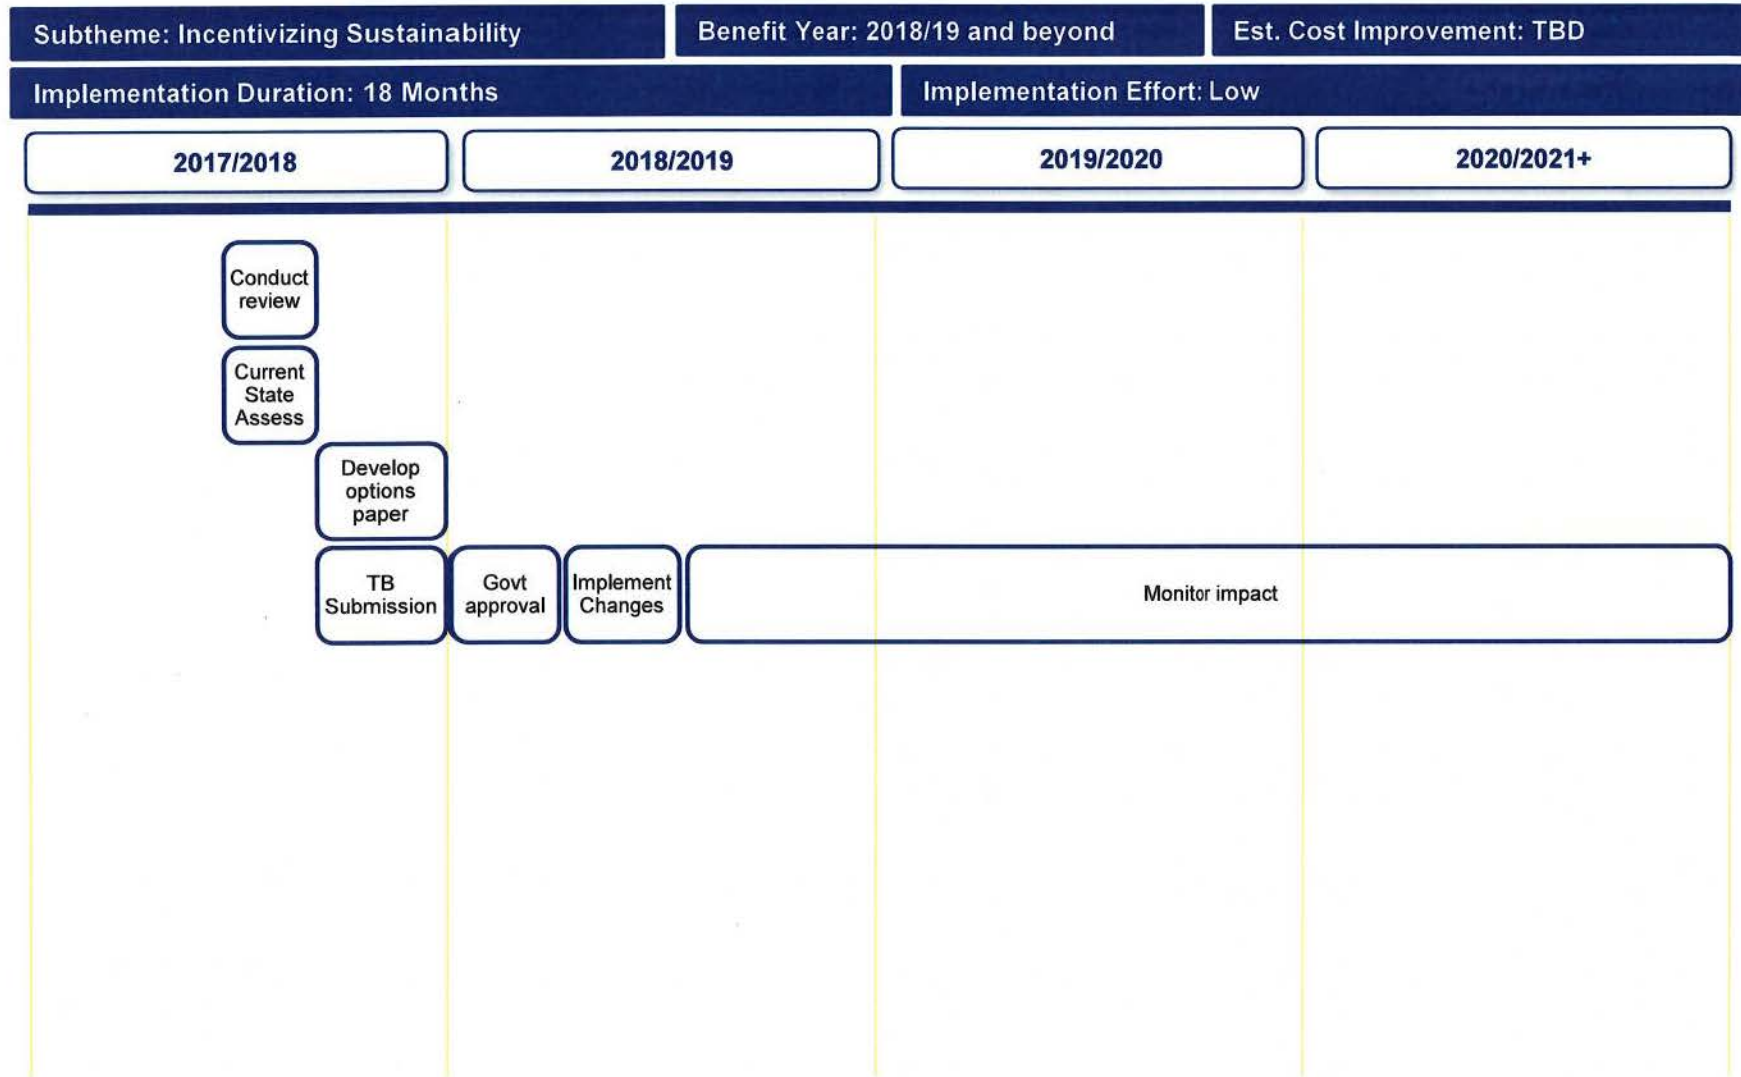 Subtheme: Incentivizing Sustainability
Benefit Year: 2018/19 and beyond
Est. Cost Improvement: TBD
Implementation Duration: 18 Months
Implementation Effort: Low
2017/2018
2018/2019
2019/2020
2020/2021+
Conduct
review
Current
State
Assess
Develop
options
paper
TB
Submission
Govt
approval
Implement
Changes
Monitor impact